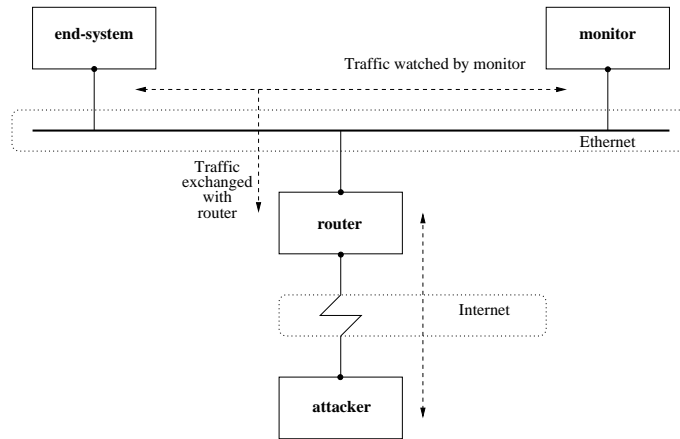 end-system
monitor
Traffic watched by monitor
Ethernet
Traffic
exchanged
with
router
router
Internet
attacker